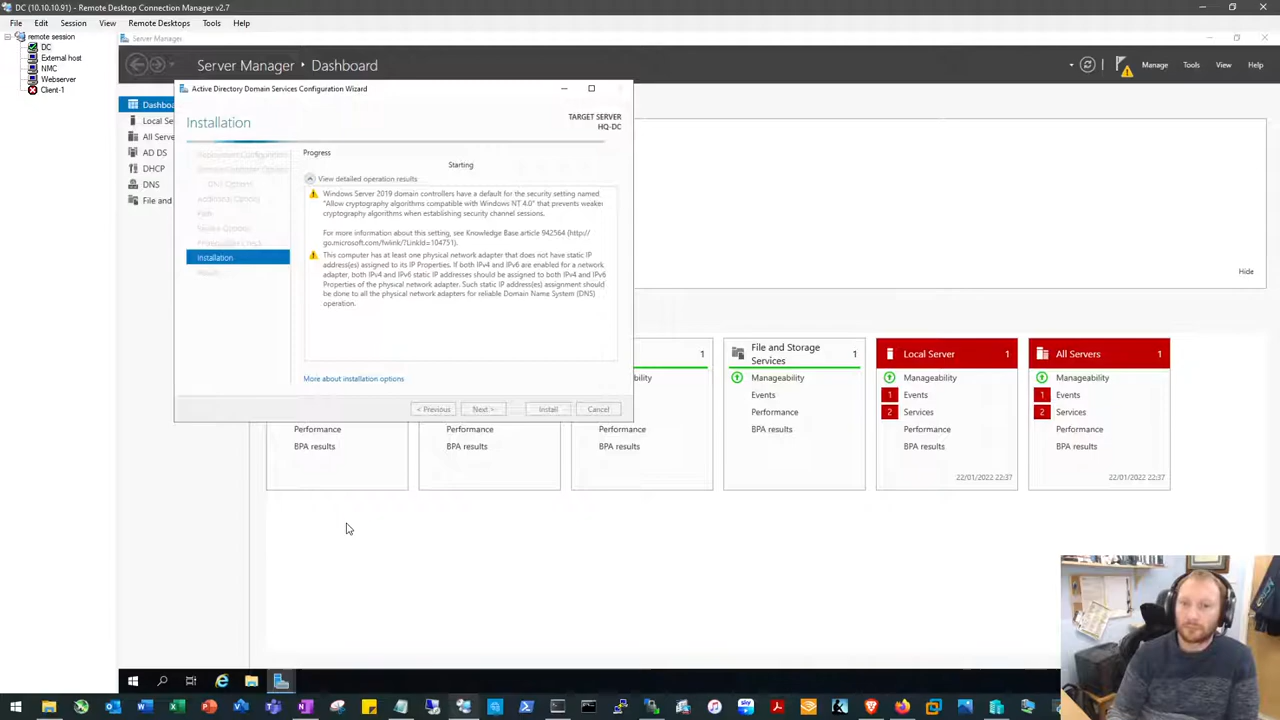 DC (10.10.10.91) - Remote Desktop Connection Manager v2.7
File Edit Session View Remote Desktops Tools Help
remote session
DC
External host
NMC
Webserver
Client-1
Server Manager
Server Manager • Dashboard
Manage Tools View Help
Dashboa
Local Se
All Serve
AD DS
DHCP
DNS
File and
Active Directory Domain Services Configuration Wizard
Installation
TARGET SERVER
HQ-DC
Installation
Progress
Starting
View detailed operation results
Windows Server 2019 domain controllers have a default for the security setting named
"Allow cryptography algorithms compatible with Windows NT 4.0" that prevents weaker
cryptography algorithms when establishing security channel sessions.
For more information about this setting, see Knowledge Base article 942564 (http://
go.microsoft.com/fwlink/?LinkId=104751).
This computer has at least one physical network adapter that does not have static IP
address(es) assigned to its IP Properties. If both IPv4 and IPv6 are enabled for a network
adapter, both IPv4 and IPv6 static IP addresses should be assigned to both IPv4 and IPv6
Properties of the physical network adapter. Such static IP address(es) assignment should
be done to all the physical network adapters for reliable Domain Name System (DNS)
operation.
More about installation options
< Previous Next > Install Cancel
Hide
Performance
BPA results
Performance
BPA results
1
bility
Performance
BPA results
File and Storage
Services 1
Manageability
Events
Performance
BPA results
Local Server 1
Manageability
1 Events
2 Services
Performance
BPA results
22/01/2022 22:37
All Servers 1
Manageability
1 Events
2 Services
Performance
BPA results
22/01/2022 22:37